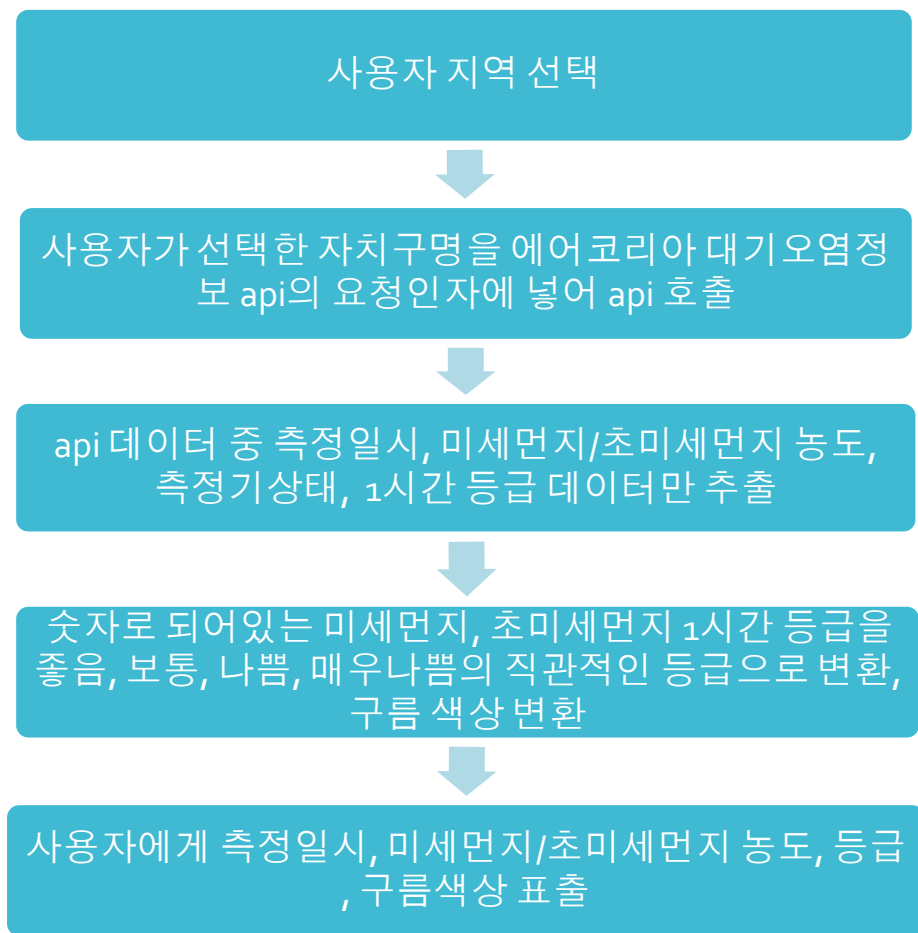 사용자 지역 선택
사용자가 선택한 자치구명을 에어코리아 대기오염정
보 api의 요청인자에 넣어 api 호출
api 데이터 중 측정일시, 미세먼지/초미세먼지 농도,
측정기상태, 1시간 등급 데이터만 추출
숫자로 되어있는 미세먼지, 초미세먼지 1시간 등급을
좋음, 보통, 나쁨, 매우나쁨의 직관적인 등급으로 변환,
구름 색상 변환
사용자에게 측정일시, 미세먼지/초미세먼지 농도, 등급
, 구름색상 표출